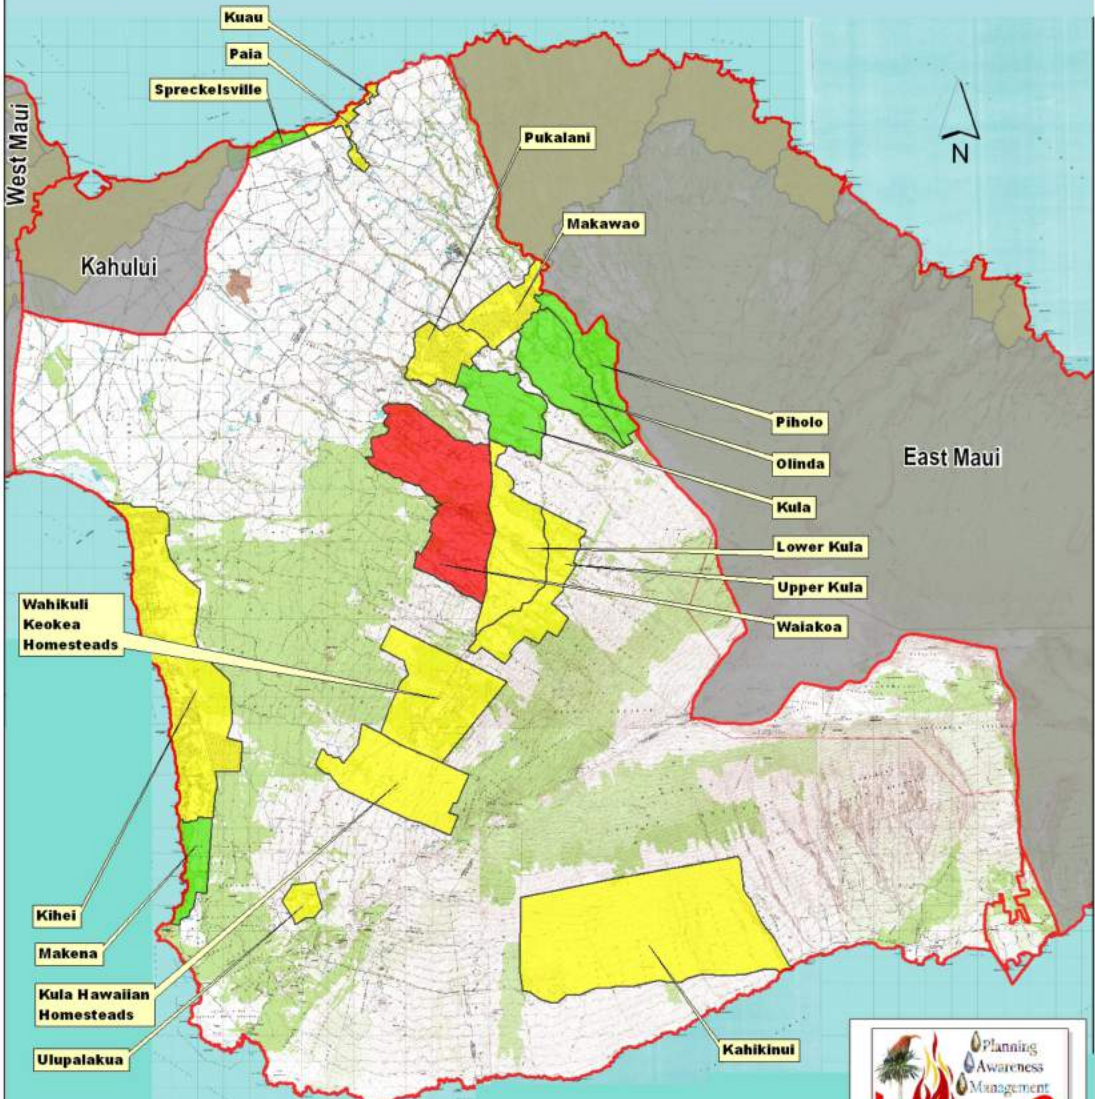 Kuau
Paia
Spreckelsville
West Maui
Pukalani
N
Makawao
Kahului
Piholo
Olinda
East Maui
Kula
Lower Kula
Upper Kula
Waiakoa
Wahikuli
Keokea
Homesteads
Kihei
Makena
Kula Hawaiian
Homesteads
Ulupalakua
Kahikinui
Planning
Awareness
Management